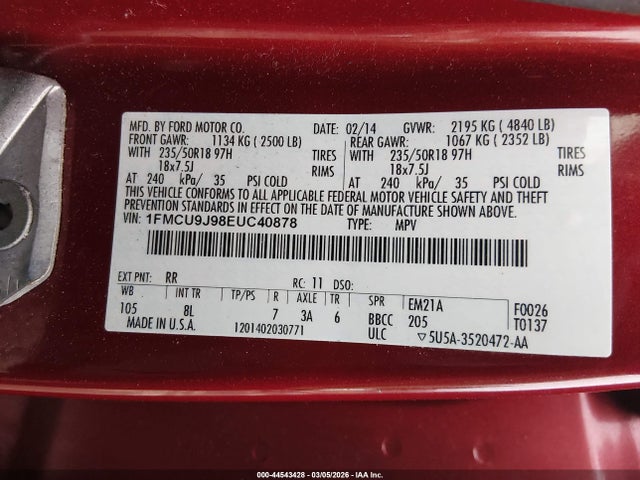 MFD. BY FORD MOTOR CO. DATE: 02/14 GVWR: 2195 KG ( 4840 LB)
FRONT GAWR: 1134 KG ( 2500 LB) REAR GAWR: 1067 KG ( 2352 LB)
WITH 235/50R18 97H TIRES WITH 235/50R18 97H TIRES
18x7.5J RIMS 18x7.5J RIMS
AT 240 kPa/ 35 PSI COLD AT 240 kPa/ 35 PSI COLD
THIS VEHICLE CONFORMS TO ALL APPLICABLE FEDERAL MOTOR VEHICLE SAFETY AND THEFT
PREVENTION STANDARDS IN EFFECT ON THE DATE OF MANUFACTURE SHOWN ABOVE.
VIN: 1FMCU9J98EUC40878 TYPE: MPV
EXT PNT: RR RC: 11 DSO:
WB INT TR TP/PS R AXLE TR SPR EM21A F0026
105 8L 7 3A 6 BBCC 205 T0137
MADE IN U.S.A. 1201402030771 ULC ▽5U5A-3520472-AA
000-44543428 - 03/05/2026 - IAA Inc.